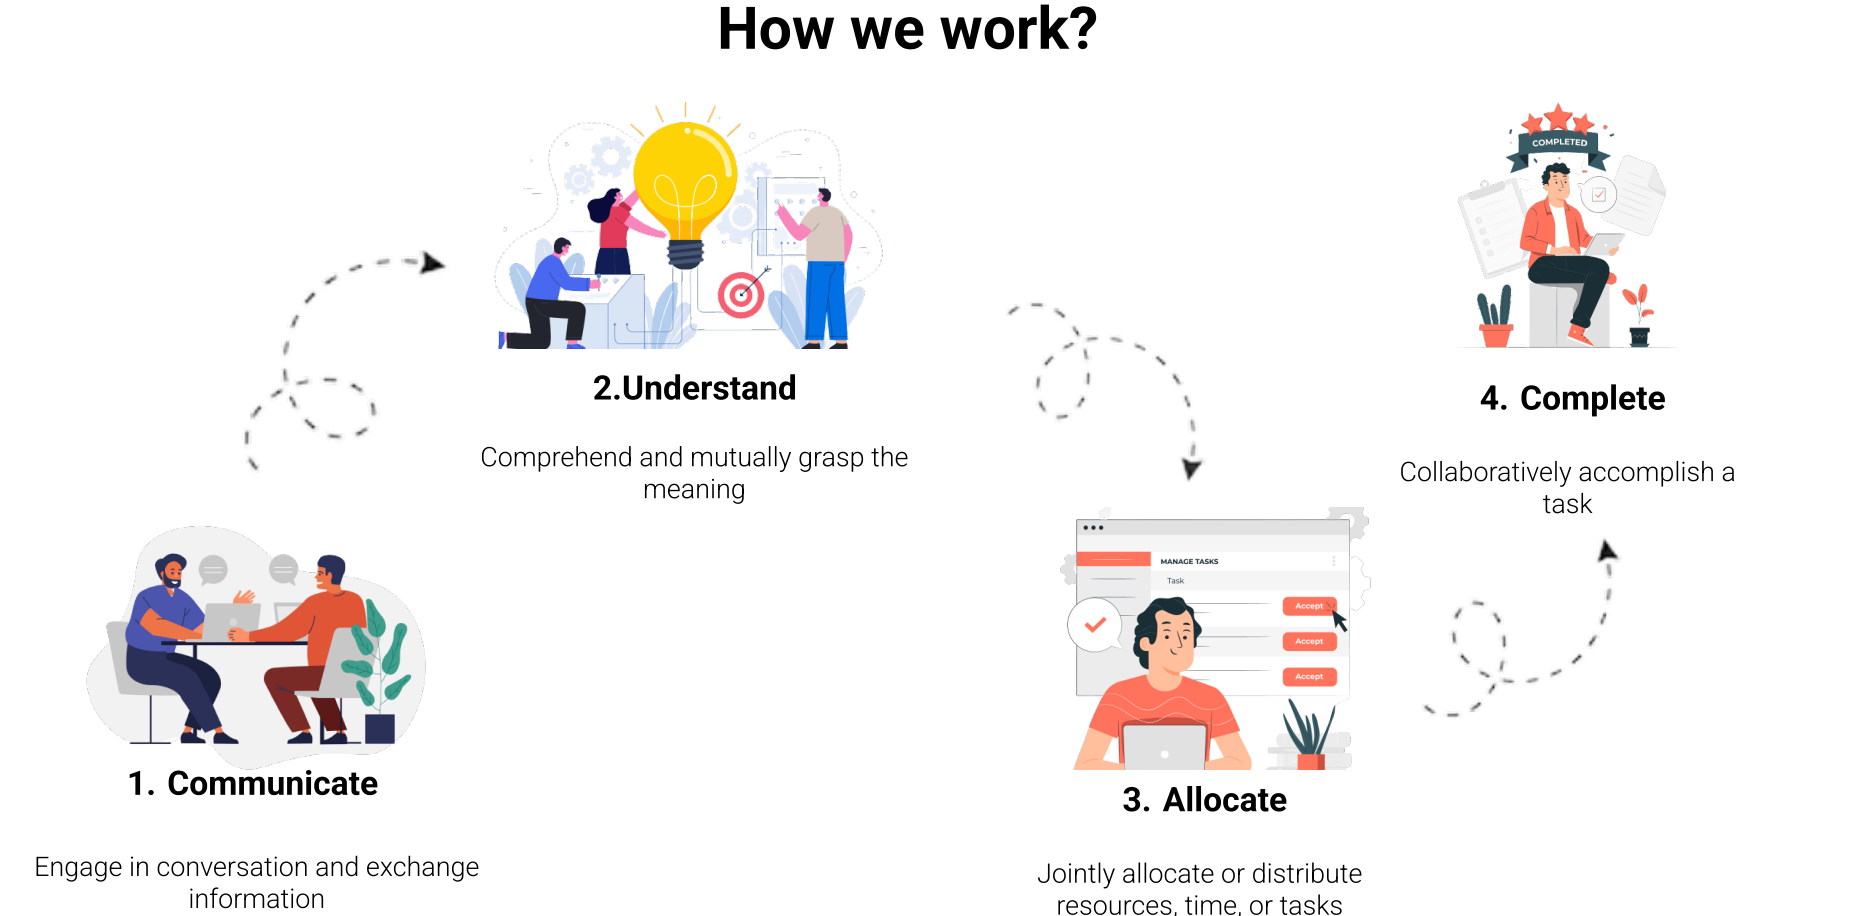 How we work?
1. Communicate
Engage in conversation and exchange
information
2.Understand
Comprehend and mutually grasp the
meaning
MANAGE TASKS
Task
Accept
Accept
Accept
3. Allocate
Jointly allocate or distribute
resources, time, or tasks
COMPLETED
4. Complete
Collaboratively accomplish a
task